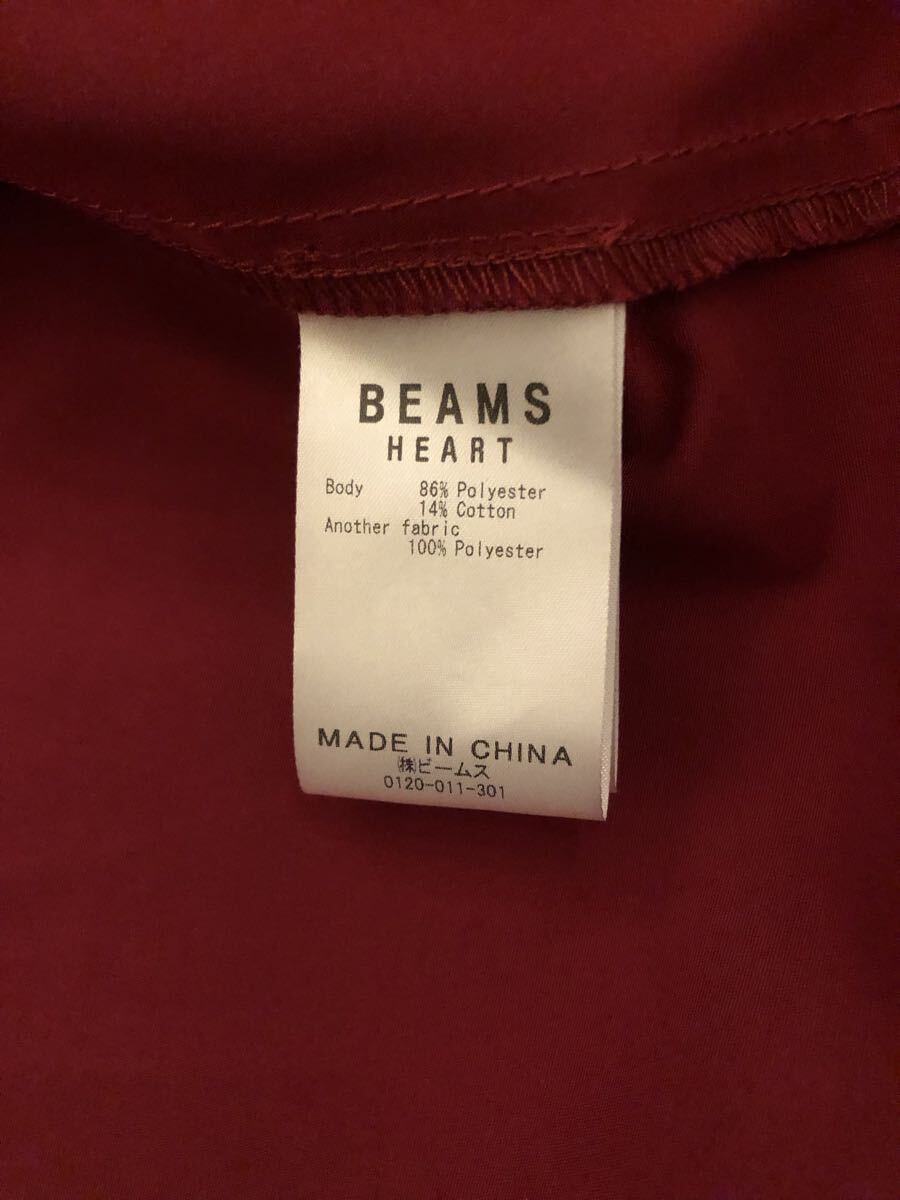 BEAMS
HEART
Body 86% Polyester
14% Cotton
Another fabric
100% Polyester
MADE IN CHINA
㈱ビームス
0120-011-301